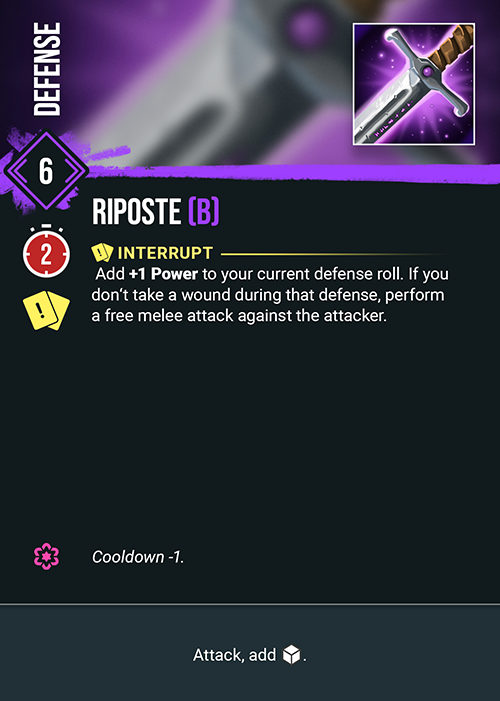 DEFENSE
6
RIPOSTE (B)
2
! INTERRUPT
!
Add +1 Power to your current defense roll. If you
don‘t take a wound during that defense, perform
a free melee attack against the attacker.
Cooldown -1.
Attack, add .